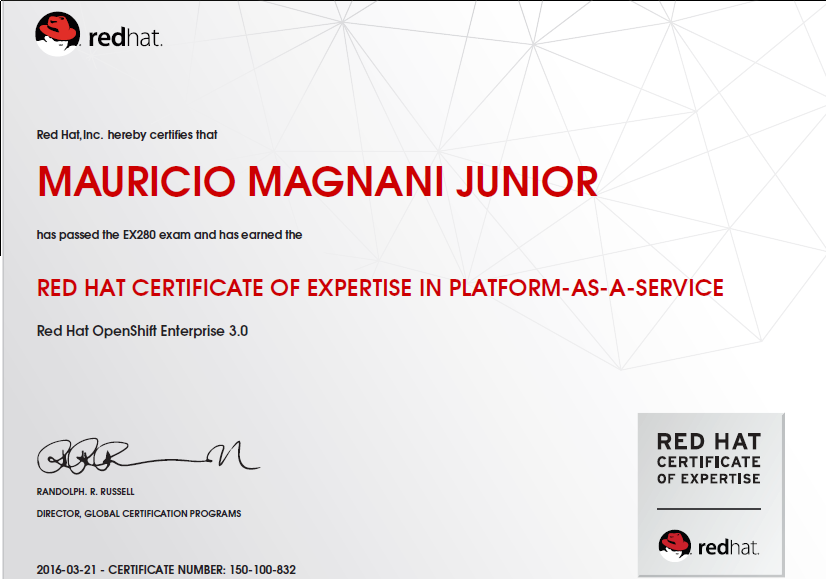 redhat.
Red Hat,Inc. hereby certifies that
MAURICIO MAGNANI JUNIOR
has passed the EX280 exam and has earned the
RED HAT CERTIFICATE OF EXPERTISE IN PLATFORM-AS-A-SERVICE
Red Hat OpenShift Enterprise 3.0
RANDOLPH. R. RUSSELL
DIRECTOR, GLOBAL CERTIFICATION PROGRAMS
2016-03-21 - CERTIFICATE NUMBER: 150-100-832
RED HAT
CERTIFICATE
OF EXPERTISE
redhat.